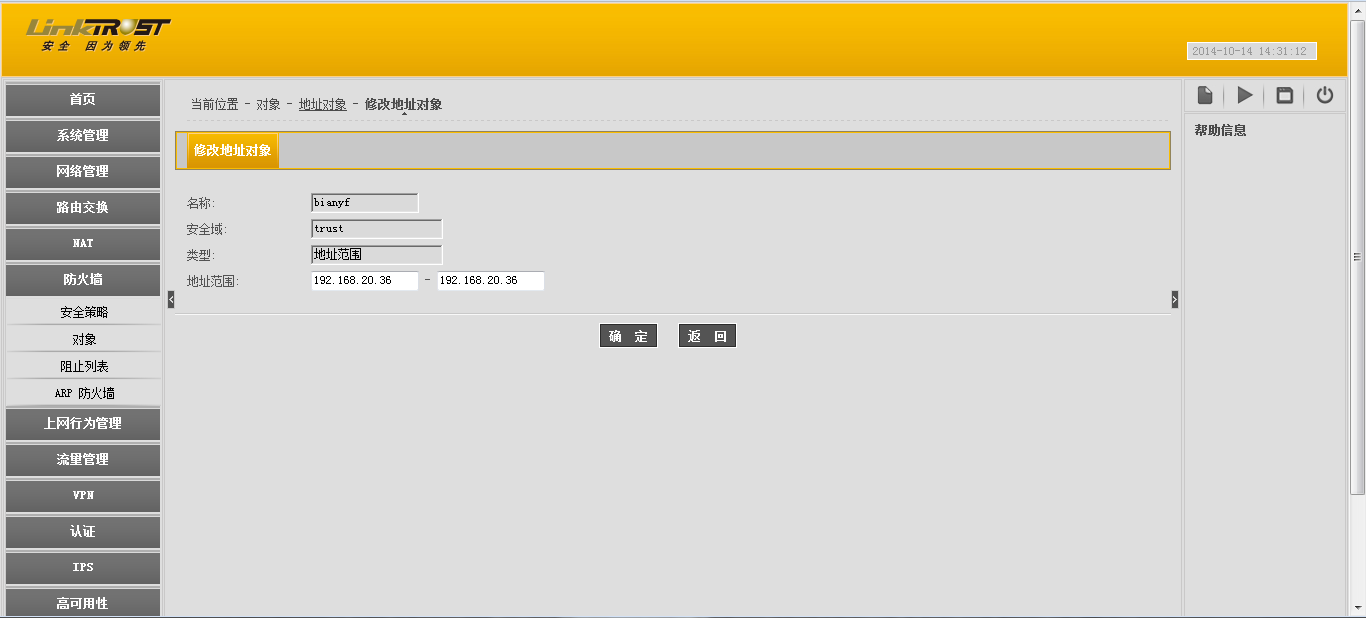 LinkTRUST
安全 因为领先
2014-10-14 14:31:12
首页
系统管理
网络管理
路由交换
NAT
防火墙
安全策略
对象
阻止列表
ARP 防火墙
上网行为管理
流量管理
VPN
认证
IPS
高可用性
当前位置 - 对象 - 地址对象 - 修改地址对象
修改地址对象
名称: bianyf
安全域: trust
类型: 地址范围
地址范围: 192.168.20.36 - 192.168.20.36
确 定 返 回
帮助信息